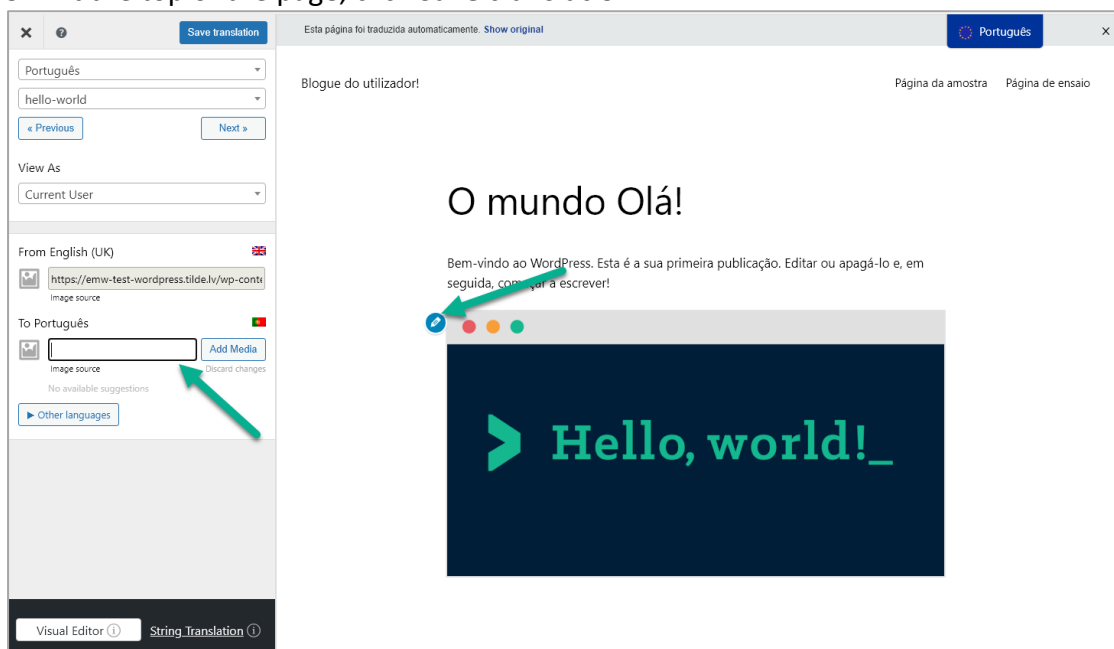 Save translation
Português
hello-world
« Previous
Next »
View As
Current User
From English (UK)
https://emw-test-wordpress.tilde.lv/wp-conte
Image source
To Português
Add Media
Image source
Discard changes
No available suggestions
▶ Other languages
Visual Editor
String Translation
Esta página foi traduzida automaticamente. Show original
Português
X
Blogue do utilizador!
Página da amostra
Página de ensaio
O mundo Olá!
Bem-vindo ao WordPress. Esta é a sua primeira publicação. Editar ou apagá-lo e, em
seguida, começar a escrever!
> Hello, world!_